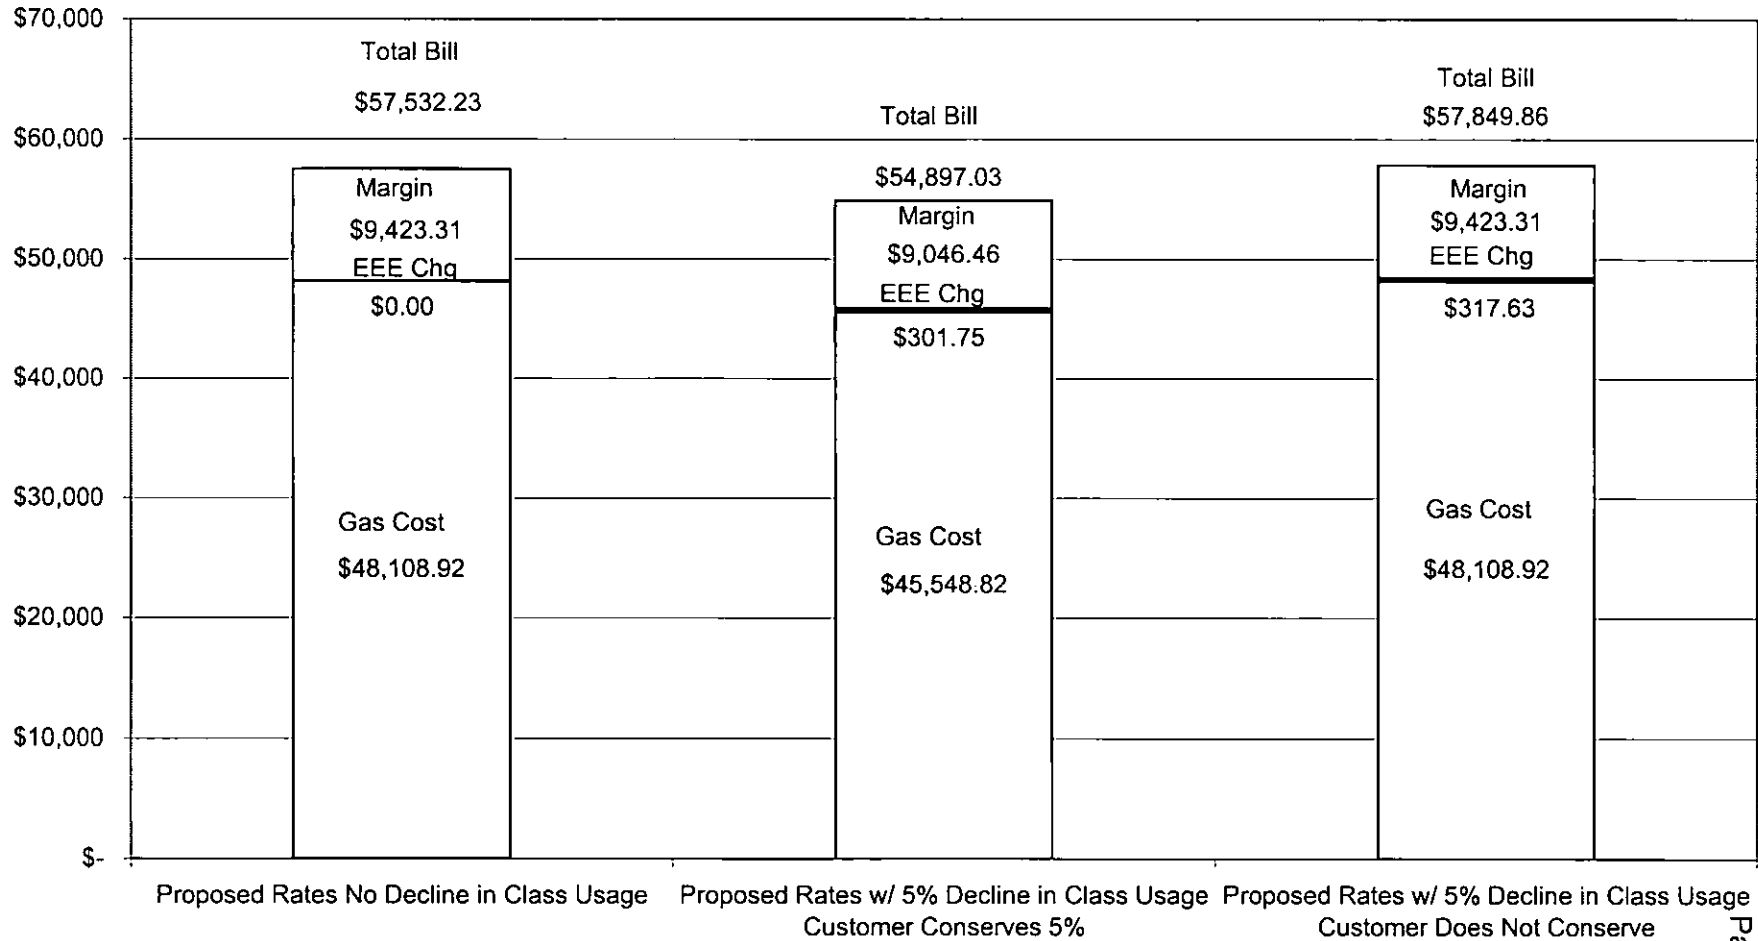 $70,000
$60,000
$50,000
$40,000
$30,000
$20,000
$10,000
$-
Total Bill
$57,532.23
Margin
$9,423.31
EEE Chg
$0.00
Gas Cost
$48,108.92
Total Bill
$54,897.03
Margin
$9,046.46
EEE Chg
$301.75
Gas Cost
$45,548.82
Total Bill
$57,849.86
Margin
$9,423.31
EEE Chg
$317.63
Gas Cost
$48,108.92
Proposed Rates No Decline in Class Usage
Proposed Rates w/ 5% Decline in Class Usage
Customer Conserves 5%
Proposed Rates w/ 5% Decline in Class Usage
Customer Does Not Conserve